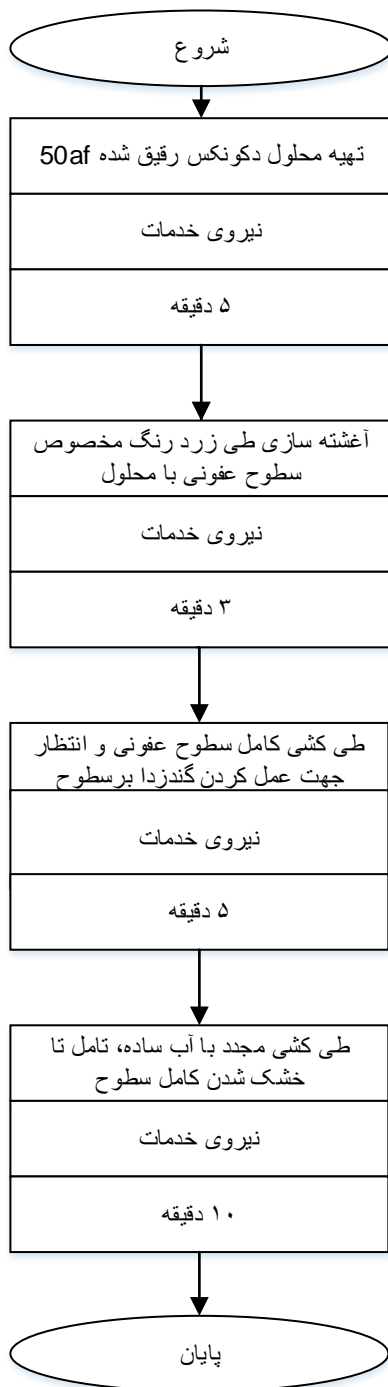 شروع
تهیه محلول دکونکس رقیق شده 50af
نیروی خدمات
۵ دقیقه
آغشته سازی طی زرد رنگ مخصوص
سطوح عفونی با محلول
نیروی خدمات
۳ دقیقه
طی کشی کامل سطوح عفونی و انتظار
جهت عمل کردن گندزدا برسطوح
نیروی خدمات
۵ دقیقه
طی کشی مجدد با آب ساده، تامل تا
خشک شدن کامل سطوح
نیروی خدمات
۱۰ دقیقه
پایان